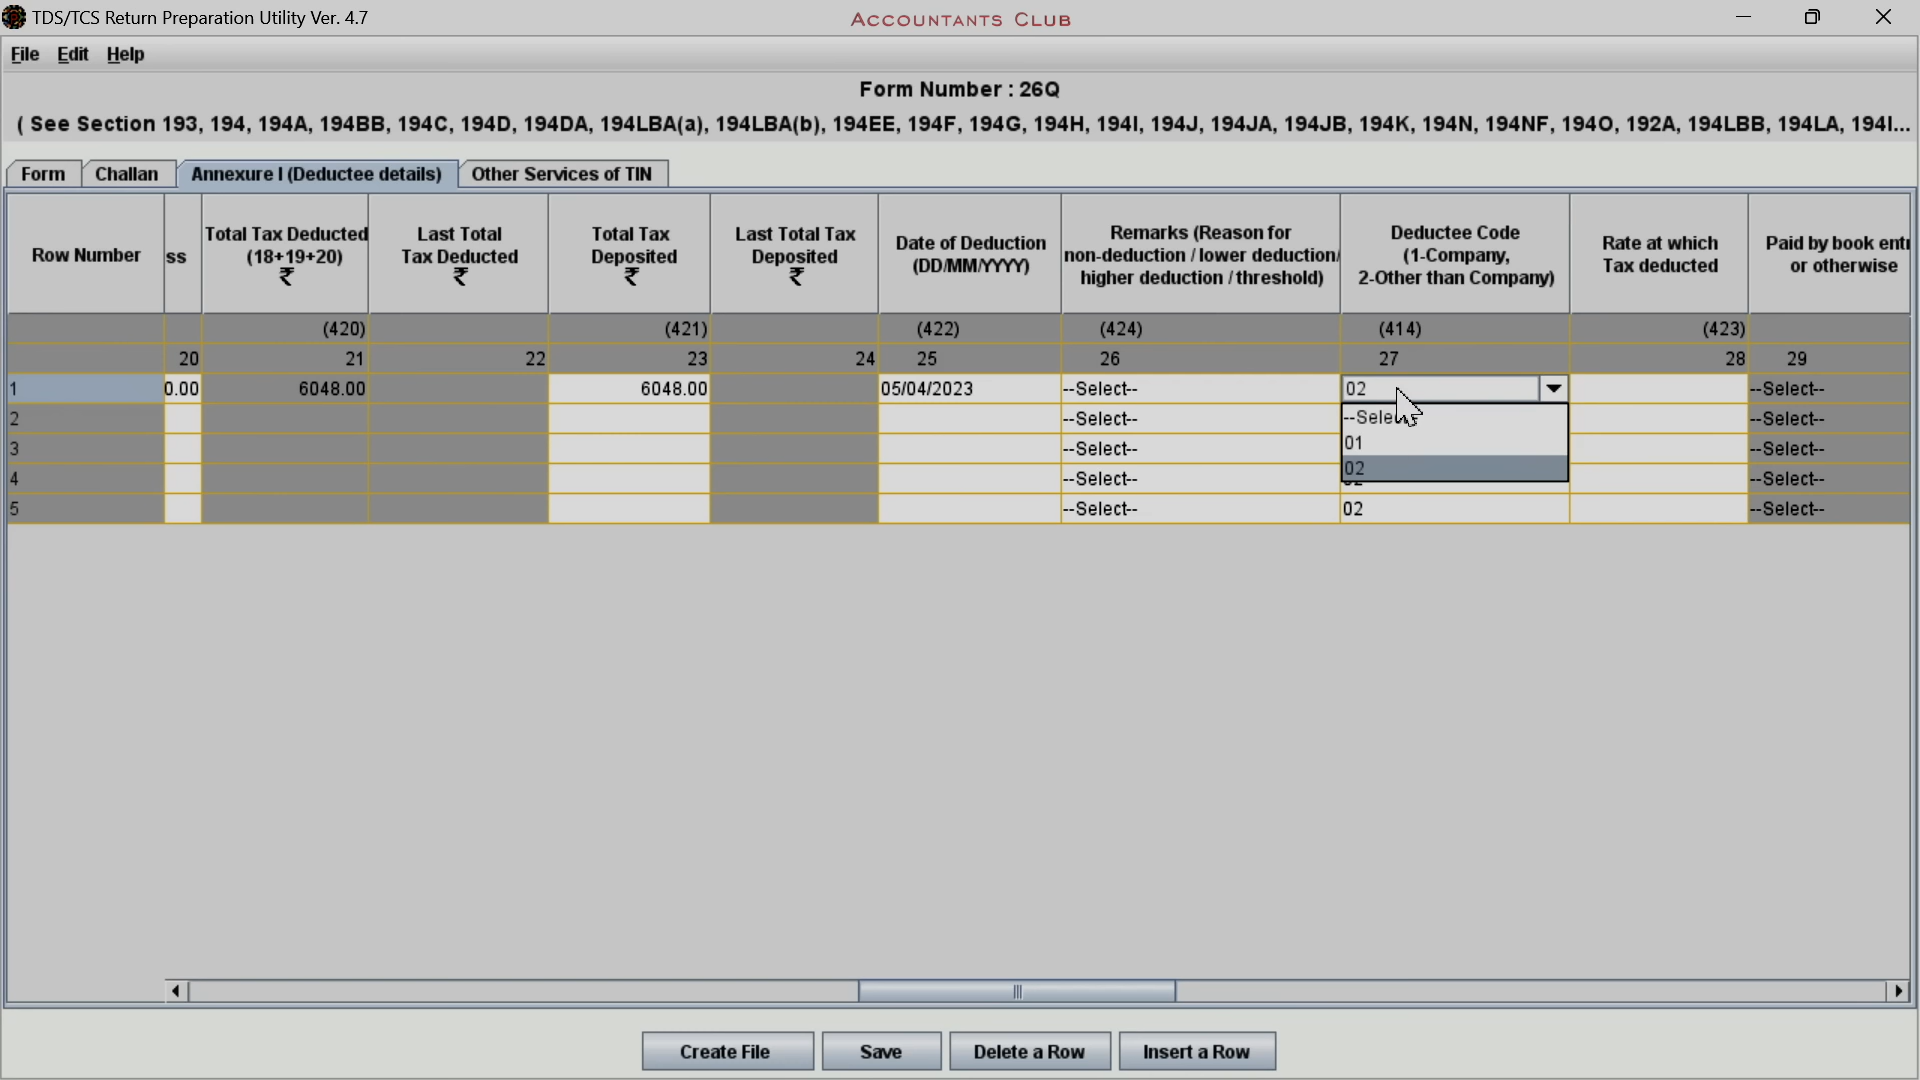 TDS/TCS Return Preparation Utility Ver. 4.7
ACCOUNTANTS CLUB
File Edit Help
Form Number : 26Q
( See Section 193, 194, 194A, 194BB, 194C, 194D, 194DA, 194LBA(a), 194LBA(b), 194EE, 194F, 194G, 194H, 194I, 194J, 194JA, 194JB, 194K, 194N, 194NF, 194O, 192A, 194LBB, 194LA, 194I...
Form Challan Annexure I (Deductee details) Other Services of TIN
Row Number
ss
Total Tax Deducted
(18+19+20)
₹
Last Total
Tax Deducted
₹
Total Tax
Deposited
₹
Last Total Tax
Deposited
₹
Date of Deduction
(DD/MM/YYYY)
Remarks (Reason for
non-deduction / lower deduction/
higher deduction / threshold)
Deductee Code
(1-Company,
2-Other than Company)
Rate at which
Tax deducted
Paid by book entr
or otherwise
(420) (421) (422) (424) (414) (423)
20 21 22 23 24 25 26 27 28 29
1 0.00 6048.00 6048.00 05/04/2023 --Select-- 02 --Select--
2 --Select-- --Select-- --Select--
3 --Select-- 01 --Select--
02
4 --Select-- 02 --Select--
5 --Select-- 02 --Select--
Create File Save Delete a Row Insert a Row